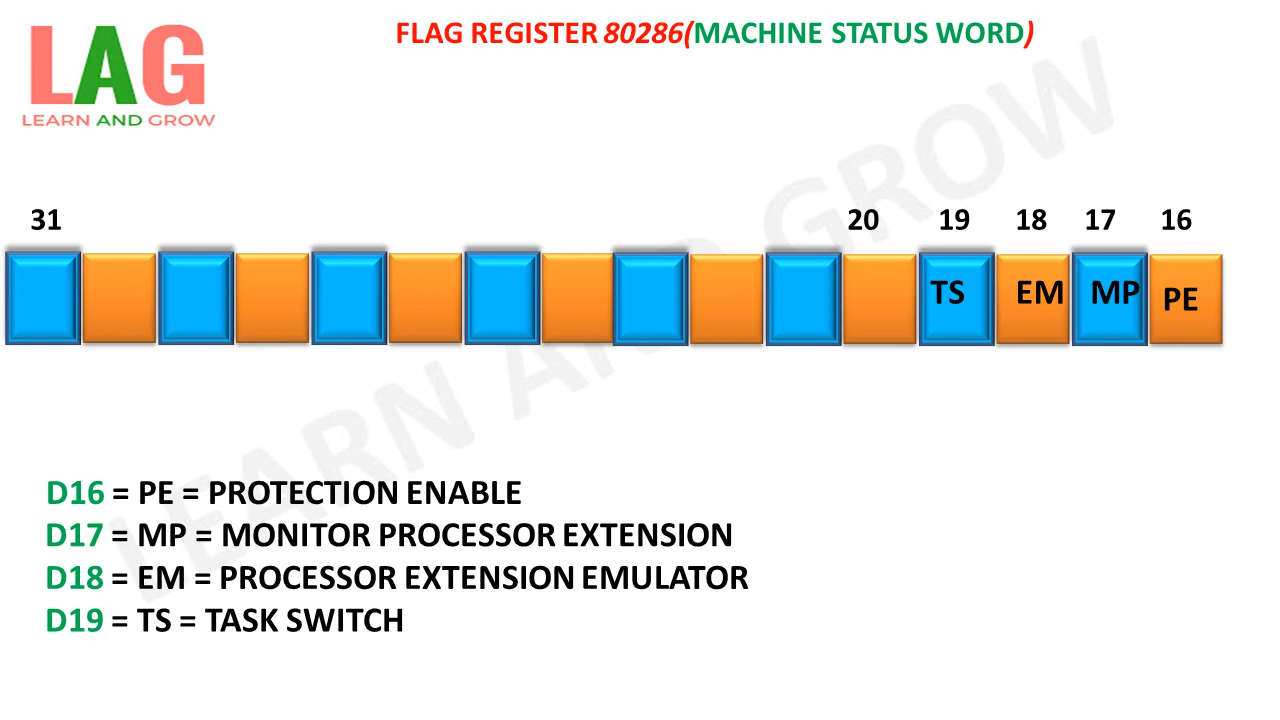 LAG
LEARN AND GROW
FLAG REGISTER 80286(MACHINE STATUS WORD)
LEARN AND GROW
31 20 19 18 17 16
TS EM MP PE
D16 = PE = PROTECTION ENABLE
D17 = MP = MONITOR PROCESSOR EXTENSION
D18 = EM = PROCESSOR EXTENSION EMULATOR
D19 = TS = TASK SWITCH